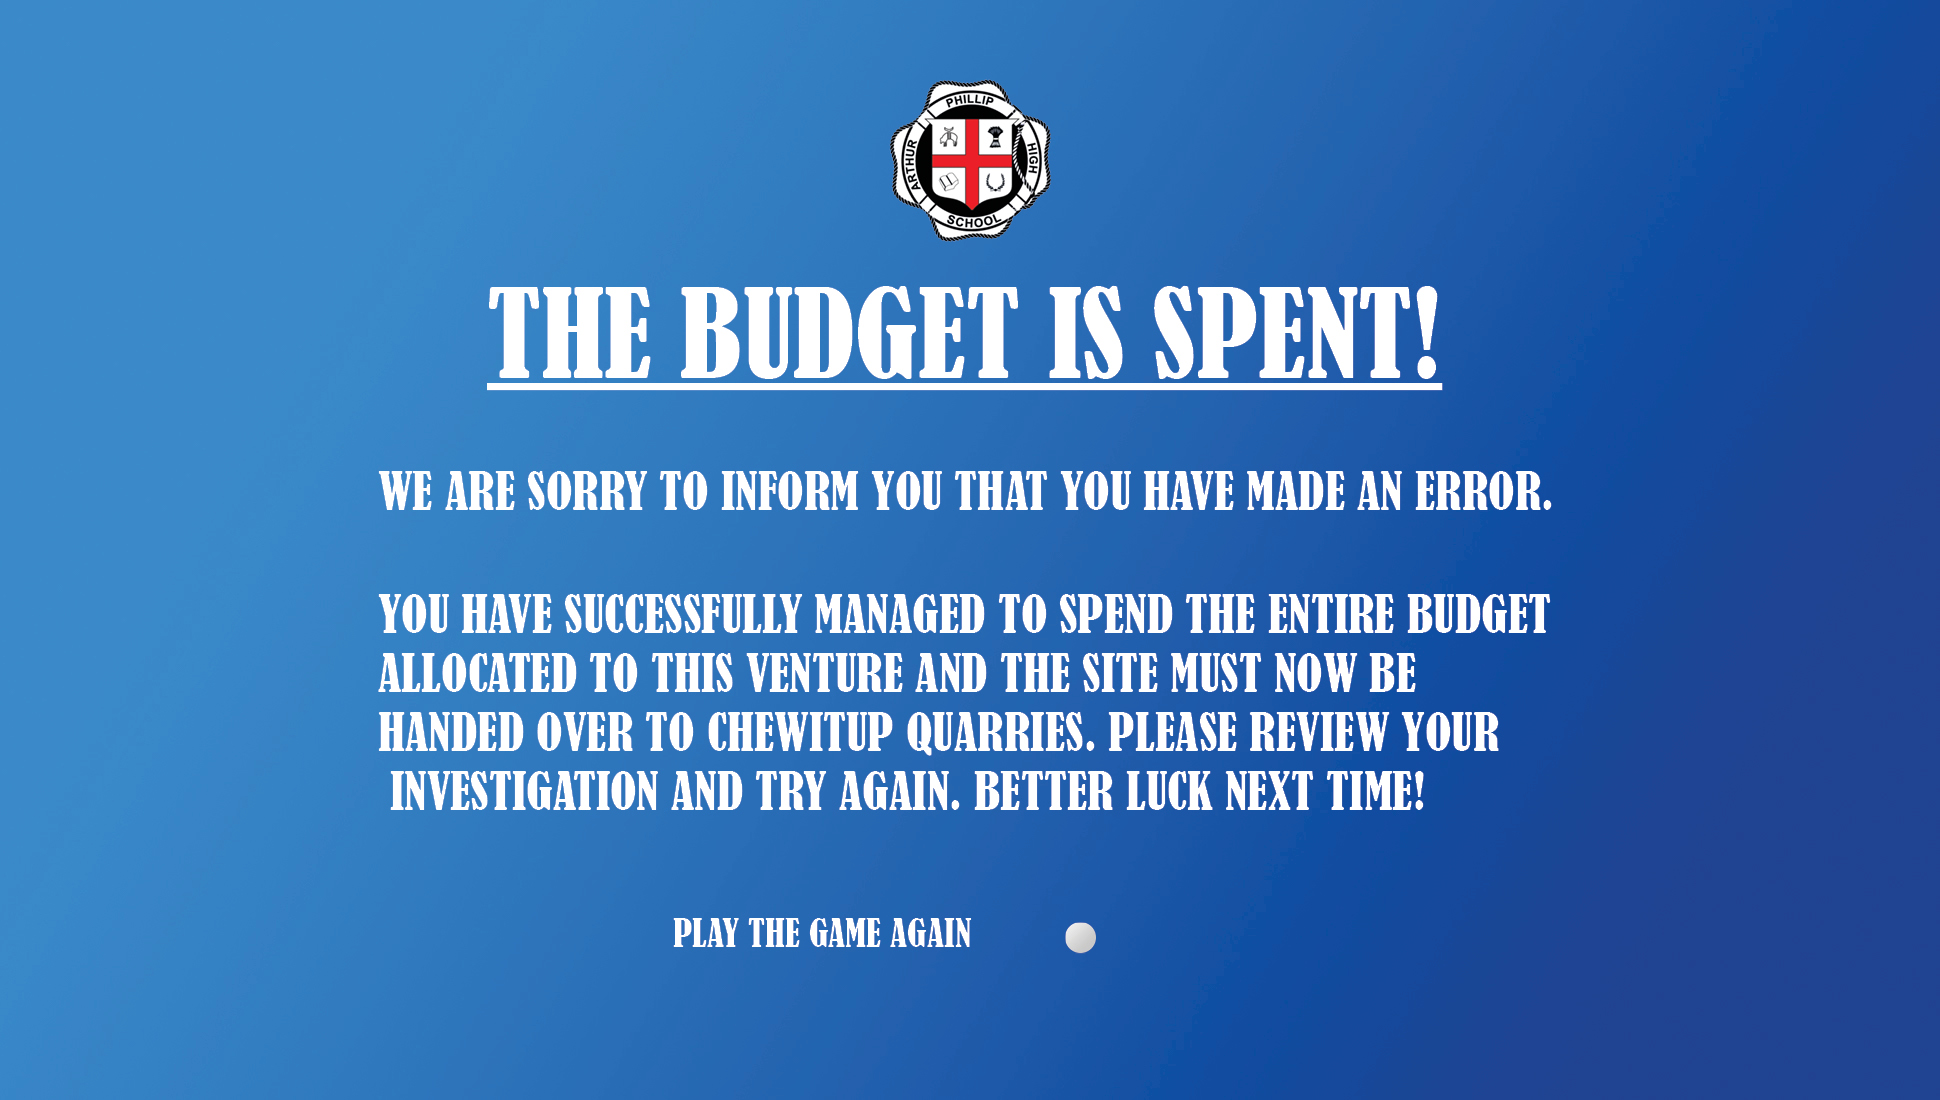 PHILLIP
ARTHUR
HIGH
SCHOOL
THE BUDGET IS SPENT!
WE ARE SORRY TO INFORM YOU THAT YOU HAVE MADE AN ERROR.
YOU HAVE SUCCESSFULLY MANAGED TO SPEND THE ENTIRE BUDGET
ALLOCATED TO THIS VENTURE AND THE SITE MUST NOW BE
HANDED OVER TO CHEWITUP QUARRIES. PLEASE REVIEW YOUR
INVESTIGATION AND TRY AGAIN. BETTER LUCK NEXT TIME!
PLAY THE GAME AGAIN